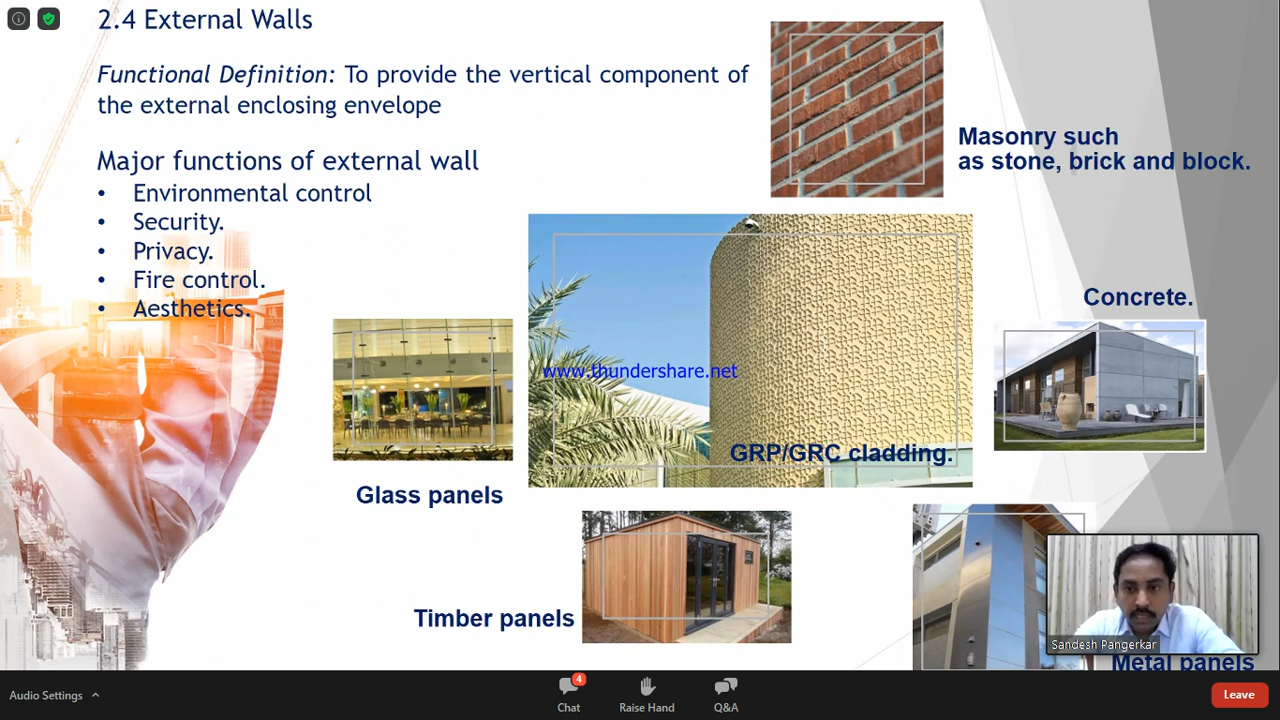 2.4 External Walls
Functional Definition: To provide the vertical component of
the external enclosing envelope
Major functions of external wall
• Environmental control
• Security.
• Privacy.
• Fire control.
• Aesthetics.
Masonry such
as stone, brick and block.
Concrete.
www.thundershare.net
GRP/GRC cladding.
Glass panels
Timber panels
Sandesh Pangerkar
Metal panels
Audio Settings
4
Chat
Raise Hand
Q&A
Leave